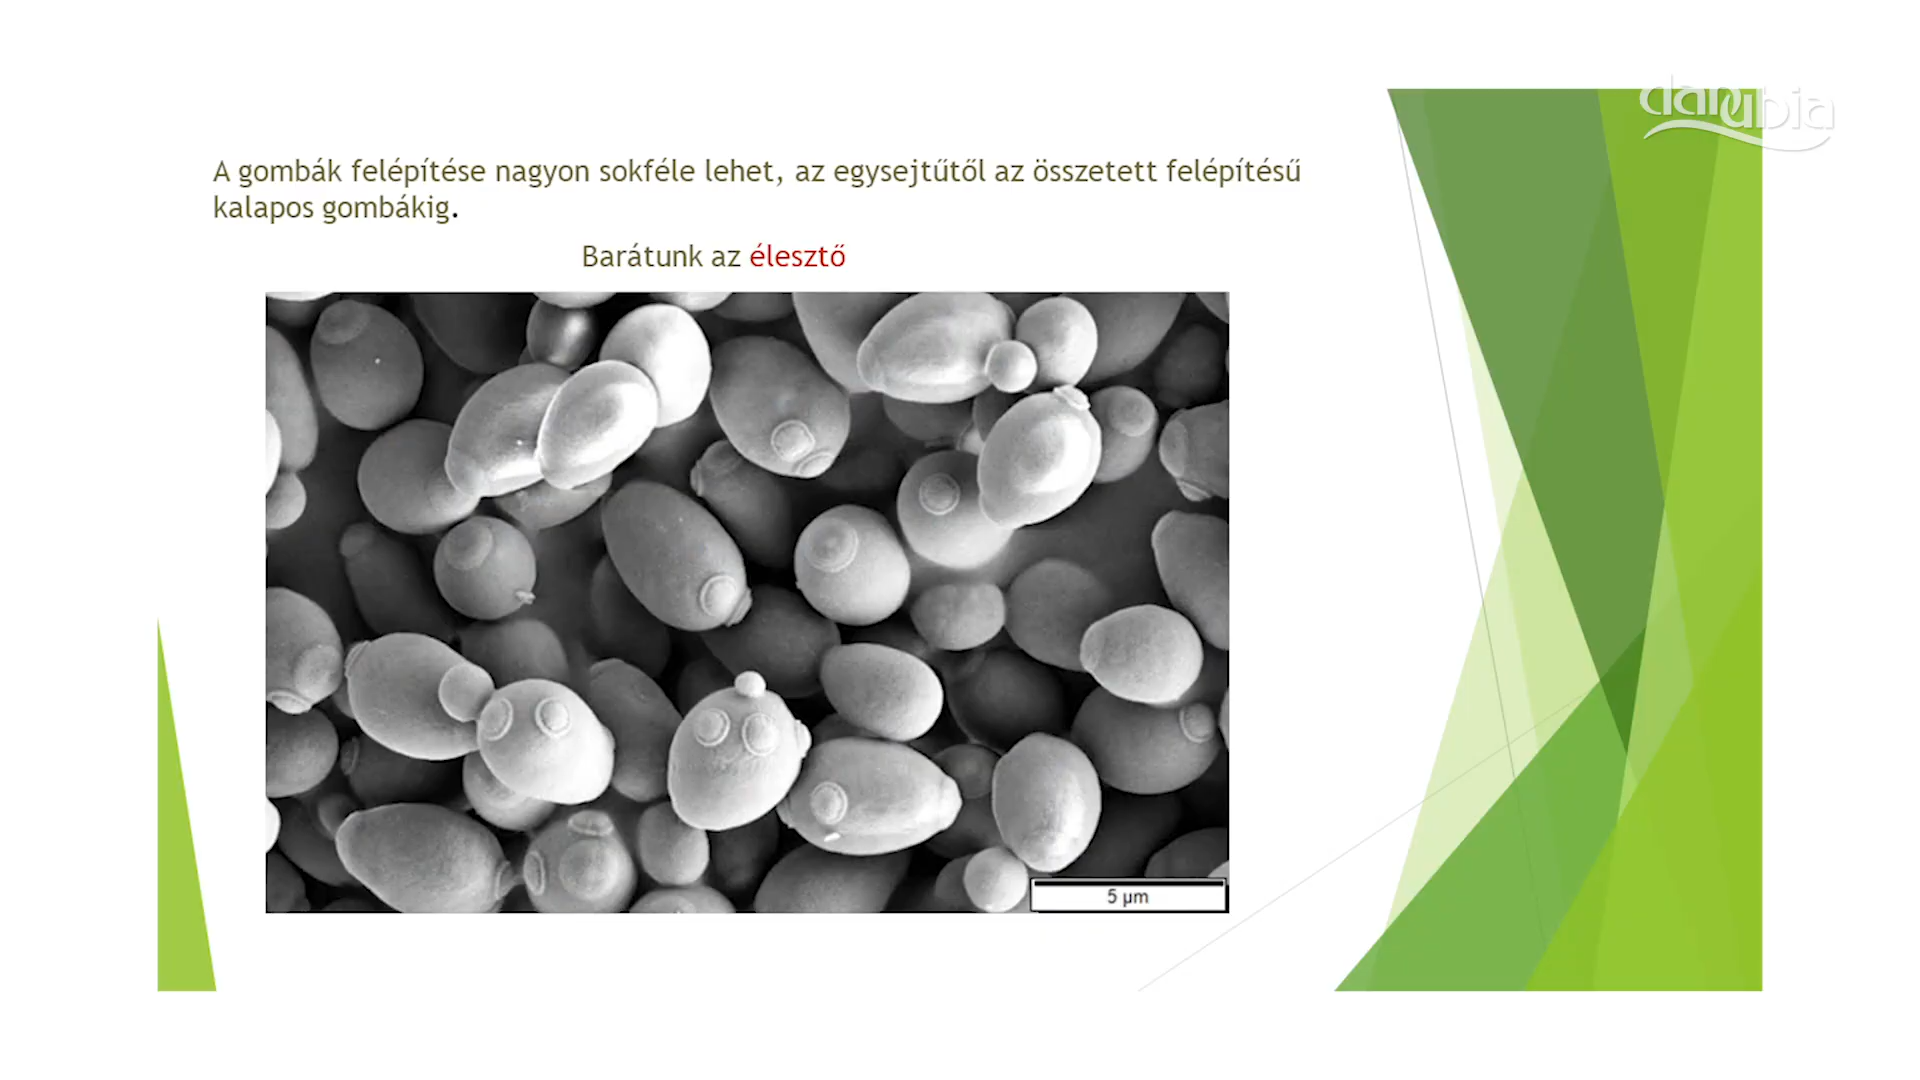 danubia
A gombák felépítése nagyon sokféle lehet, az egysejtűtől az összetett felépítésű
kalapos gombákig.
Barátunk az élesztő
5 µm